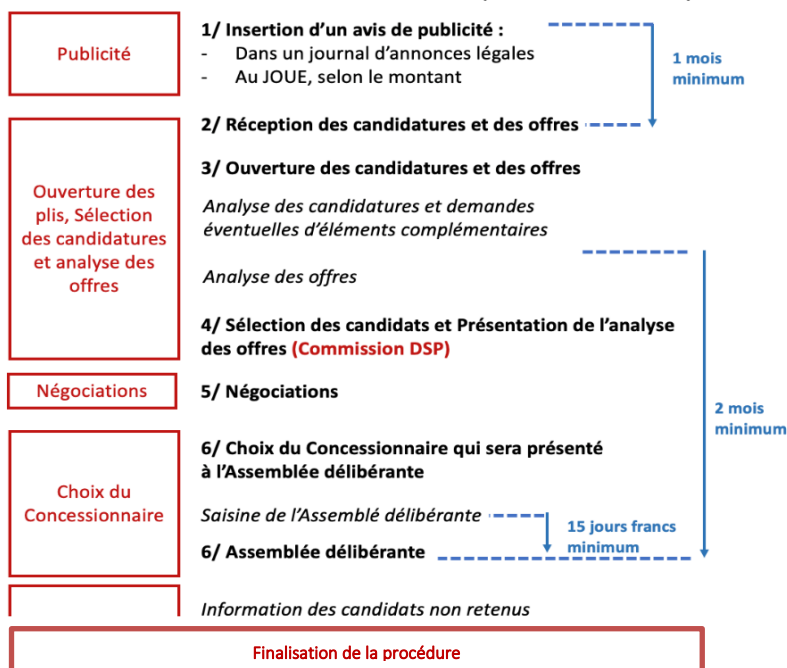 Publicité
1/ Insertion d’un avis de publicité :
- Dans un journal d’annonces légales
- Au JOUE, selon le montant
1 mois
minimum
2/ Réception des candidatures et des offres
Ouverture des
plis, Sélection
des candidatures
et analyse des
offres
3/ Ouverture des candidatures et des offres
Analyse des candidatures et demandes
éventuelles d’éléments complémentaires
Analyse des offres
4/ Sélection des candidats et Présentation de l’analyse
des offres (Commission DSP)
Négociations
5/ Négociations
2 mois
minimum
Choix du
Concessionnaire
6/ Choix du Concessionnaire qui sera présenté
à l’Assemblée délibérante
Saisine de l’Assemblé délibérante
15 jours francs
minimum
6/ Assemblée délibérante
Information des candidats non retenus
Finalisation de la procédure